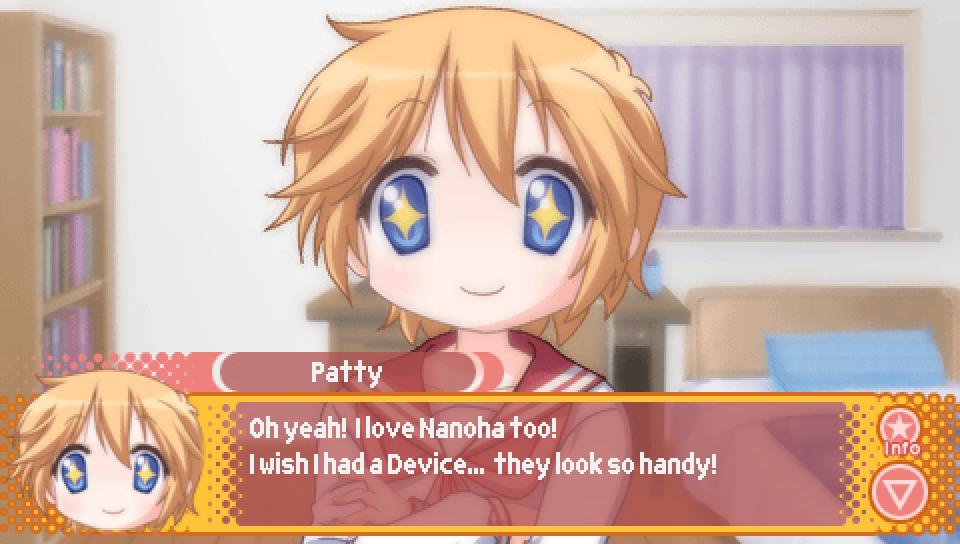 Patty
Oh yeah! I love Nanoha too!
I wish I had a Device... they look so handy!
Info